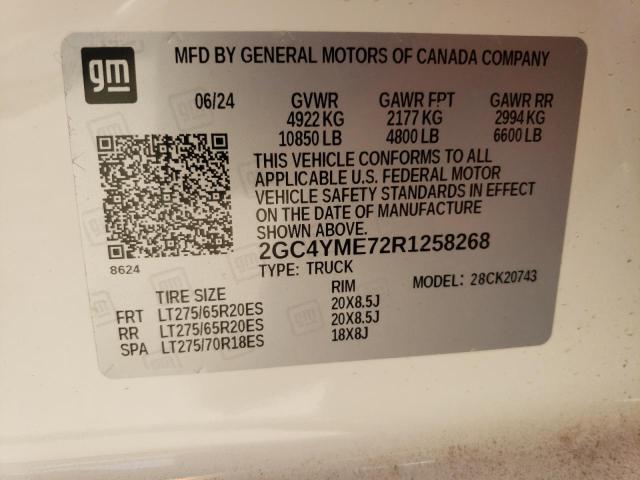 gm
MFD BY GENERAL MOTORS OF CANADA COMPANY
06/24 GVWR GAWR FPT GAWR RR
4922 KG 2177 KG 2994 KG
10850 LB 4800 LB 6600 LB
THIS VEHICLE CONFORMS TO ALL
APPLICABLE U.S. FEDERAL MOTOR
VEHICLE SAFETY STANDARDS IN EFFECT
ON THE DATE OF MANUFACTURE
SHOWN ABOVE.
8624 2GC4YME72R1258268
TYPE: TRUCK MODEL: 28CK20743
TIRE SIZE RIM
FRT LT275/65R20ES 20X8.5J
RR LT275/65R20ES 20X8.5J
SPA LT275/70R18ES 18X8J